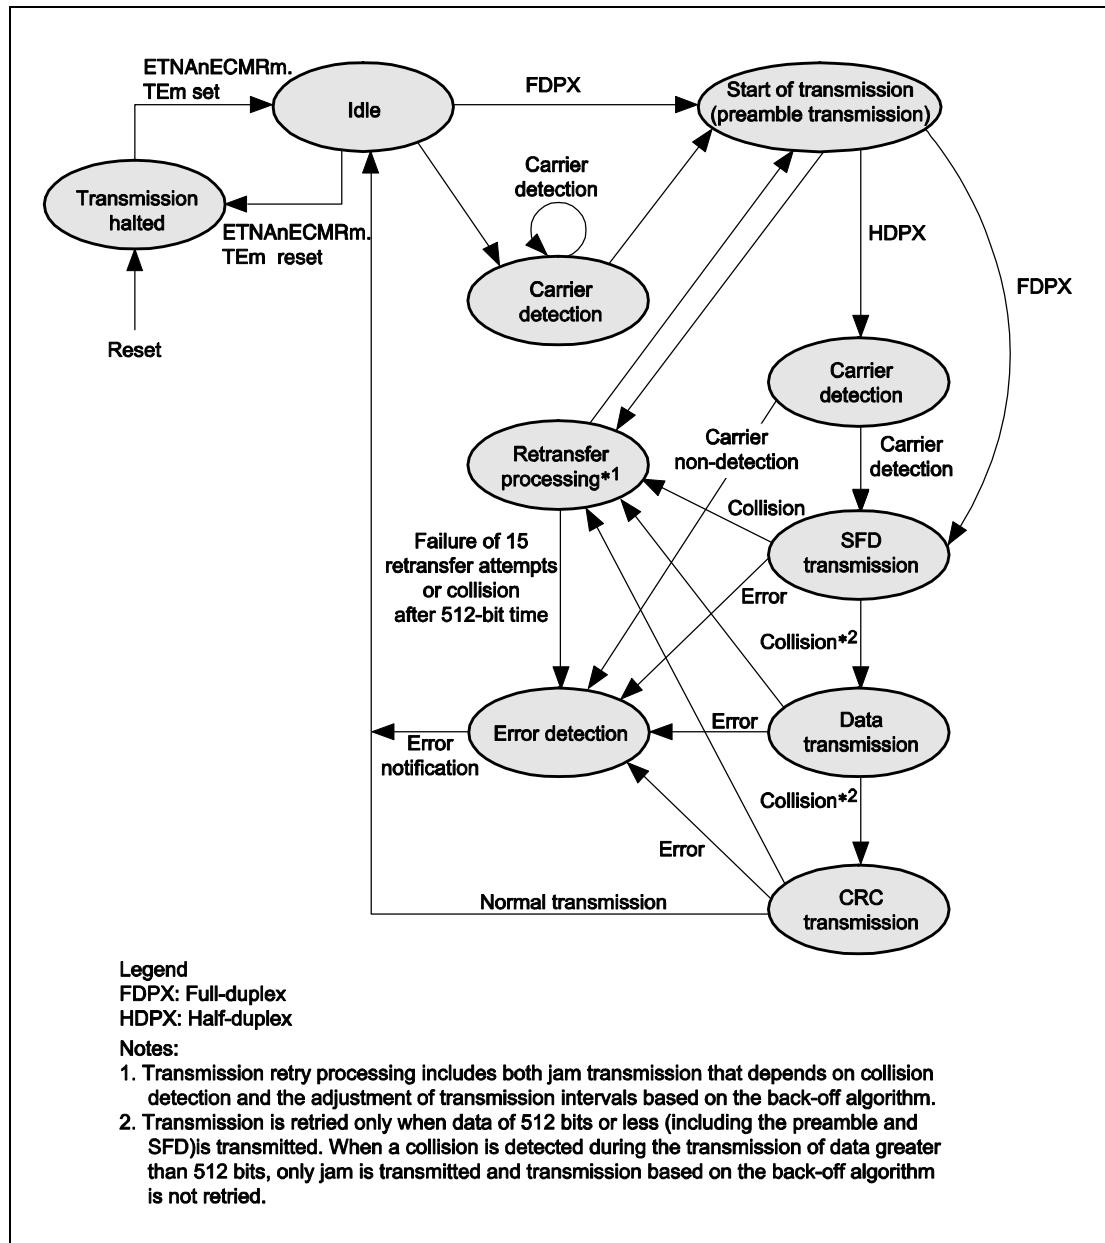 ETNAnECMRm.
TEm set
Idle
FDPX
Start of transmission
(preamble transmission)
Transmission
halted
ETNAnECMRm.
TEm reset
Reset
Carrier
detection
Carrier
detection
HDPX
FDPX
Carrier
detection
Carrier
non-detection
Carrier
detection
Retransfer
processing*1
Collision
SFD
transmission
Failure of 15
retransfer attempts
or collision
after 512-bit time
Error
Collision*2
Error detection
Error
Data
transmission
Error
notification
Collision*2
Error
Normal transmission
CRC
transmission
Legend
FDPX: Full-duplex
HDPX: Half-duplex
Notes:
1. Transmission retry processing includes both jam transmission that depends on collision
detection and the adjustment of transmission intervals based on the back-off algorithm.
2. Transmission is retried only when data of 512 bits or less (including the preamble and
SFD)is transmitted. When a collision is detected during the transmission of data greater
than 512 bits, only jam is transmitted and transmission based on the back-off algorithm
is not retried.